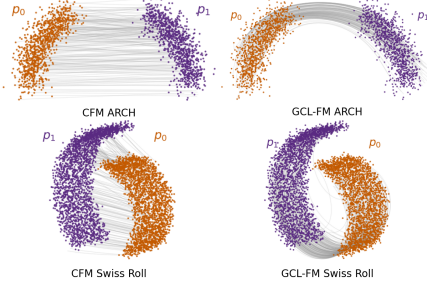 p₀ p₁ p₀ p₁
CFM ARCH GCL-FM ARCH
p₁ p₀ p₁ p₀
CFM Swiss Roll GCL-FM Swiss Roll